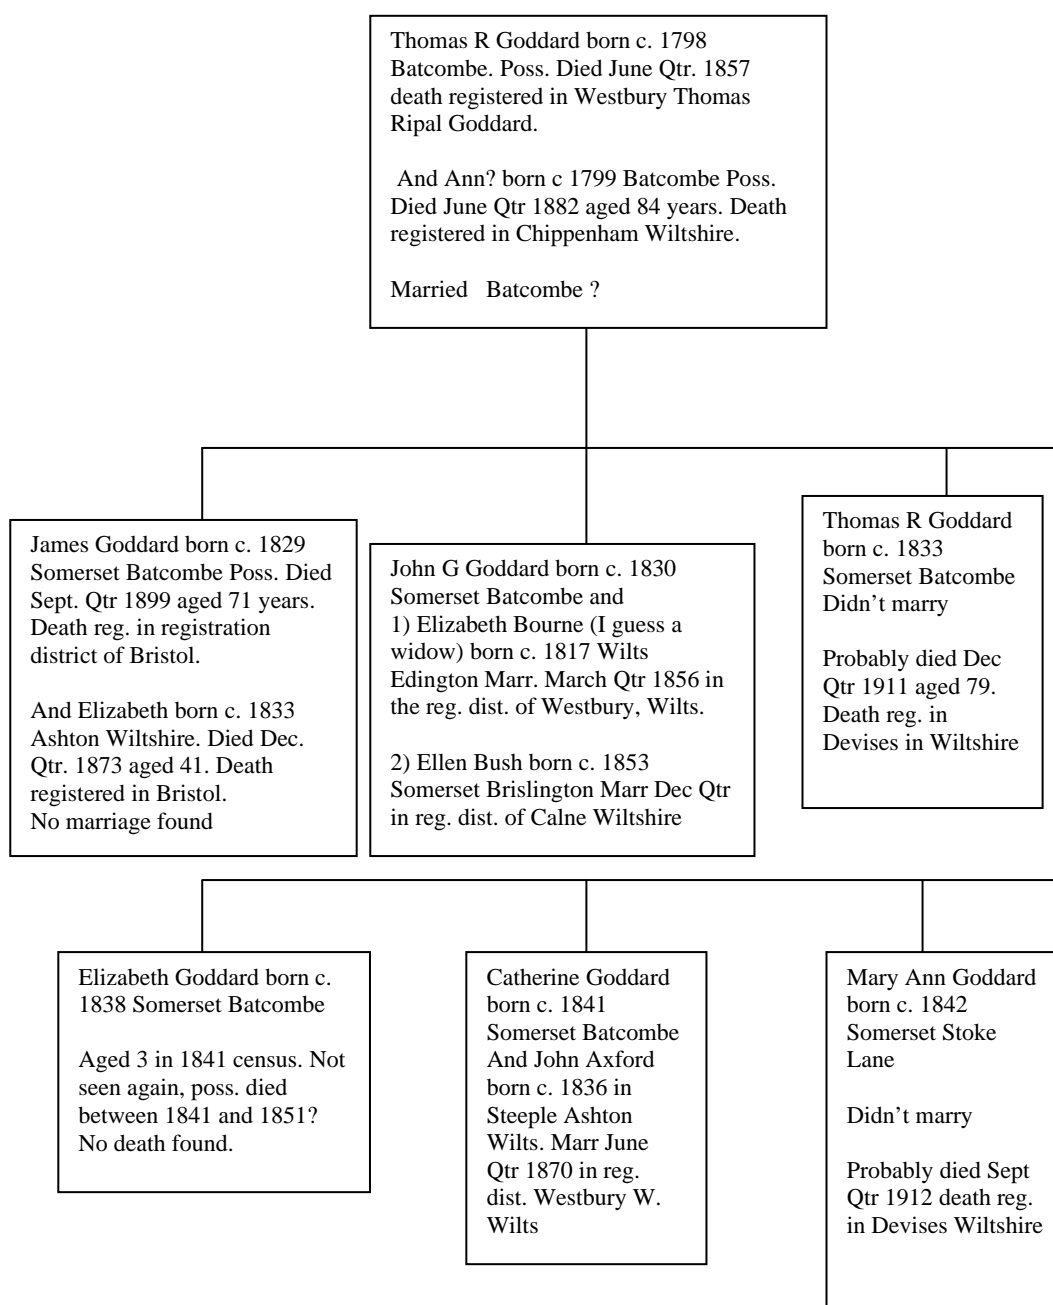 Thomas R Goddard born c. 1798
Batcombe. Poss. Died June Qtr. 1857
death registered in Westbury Thomas
Ripal Goddard.
And Ann? born c 1799 Batcombe Poss.
Died June Qtr 1882 aged 84 years. Death
registered in Chippenham Wiltshire.
Married Batcombe ?
James Goddard born c. 1829
Somerset Batcombe Poss. Died
Sept. Qtr 1899 aged 71 years.
Death reg. in registration
district of Bristol.
And Elizabeth born c. 1833
Ashton Wiltshire. Died Dec.
Qtr. 1873 aged 41. Death
registered in Bristol.
No marriage found
John G Goddard born c. 1830
Somerset Batcombe and
1) Elizabeth Bourne (I guess a
widow) born c. 1817 Wilts
Edington Marr. March Qtr 1856 in
the reg. dist. of Westbury, Wilts.
2) Ellen Bush born c. 1853
Somerset Brislington Marr Dec Qtr
in reg. dist. of Calne Wiltshire
Thomas R Goddard
born c. 1833
Somerset Batcombe
Didn't marry
Probably died Dec
Qtr 1911 aged 79.
Death reg. in
Devises in Wiltshire
Elizabeth Goddard born c.
1838 Somerset Batcombe
Aged 3 in 1841 census. Not
seen again, poss. died
between 1841 and 1851?
No death found.
Catherine Goddard
born c. 1841
Somerset Batcombe
And John Axford
born c. 1836 in
Steeple Ashton
Wilts. Marr June
Qtr 1870 in reg.
dist. Westbury W.
Wilts
Mary Ann Goddard
born c. 1842
Somerset Stoke
Lane
Didn't marry
Probably died Sept
Qtr 1912 death reg.
in Devises Wiltshire